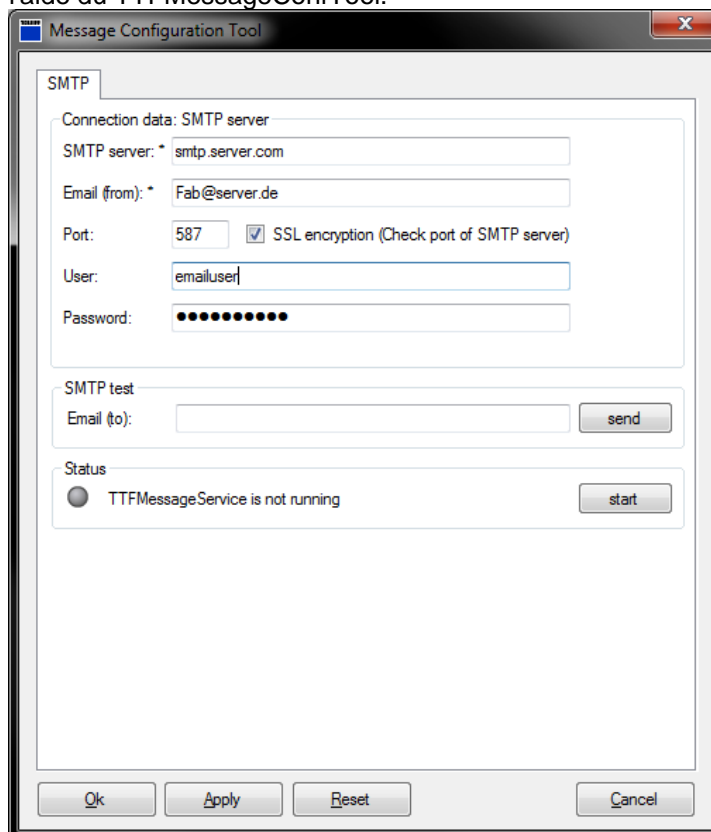 l'aide du TTFMessageConfTool.
Message Configuration Tool
SMTP
Connection data: SMTP server
SMTP server: * smtp.server.com
Email (from): * Fab@server.de
Port: 587 SSL encryption (Check port of SMTP server)
User: emailuser
Password: ●●●●●●●●●●
SMTP test
Email (to): send
Status
TTFMessageService is not running start
Ok Apply Reset Cancel